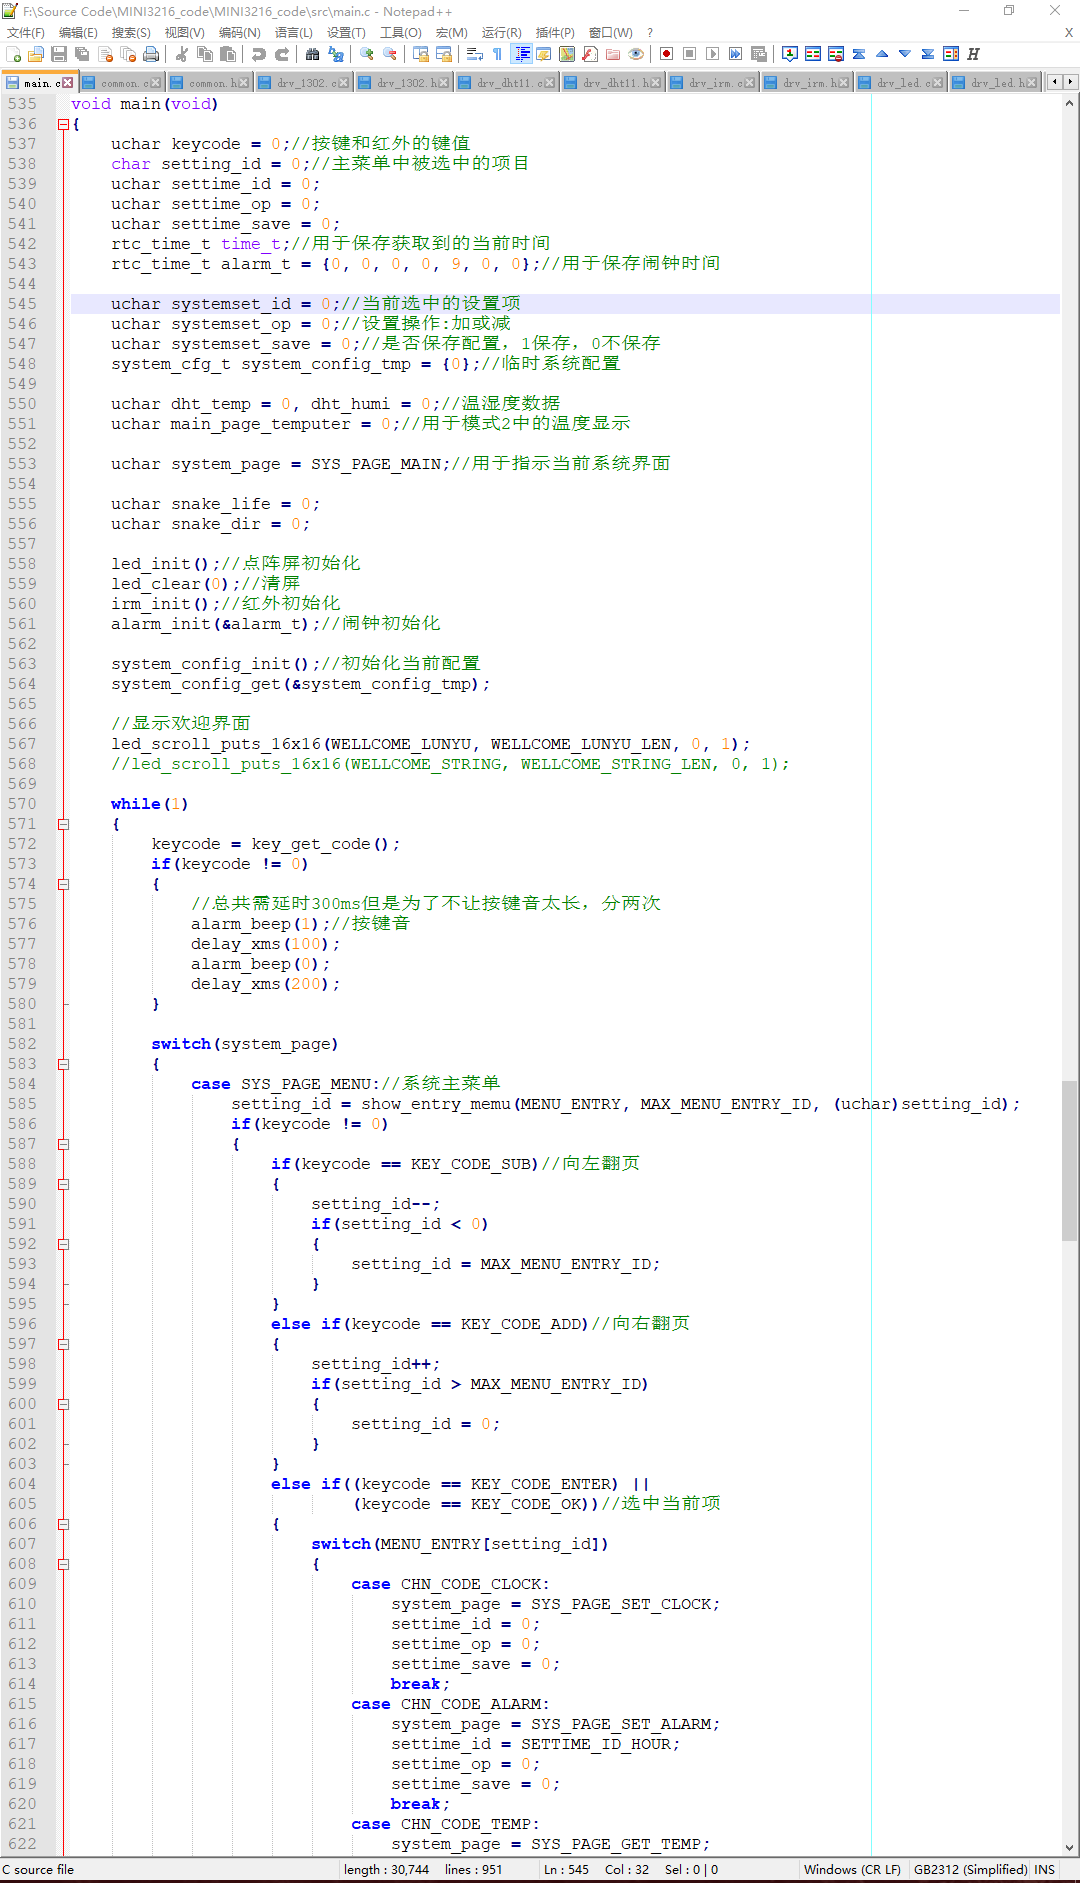 F:\Source Code\MINI3216_code\MINI3216_code\src\main.c - Notepad++
文件(F) 编辑(E) 搜索(S) 视图(V) 编码(N) 语言(L) 设置(T) 工具(O) 宏(M) 运行(R) 插件(P) 窗口(W) ? X
main.c common.c common.h drv_1302.c drv_1302.h drv_dht11.c drv_dht11.h drv_irm.c drv_irm.h drv_led.c drv_led.h
535 void main(void)
536 {
537 uchar keycode = 0;//按键和红外的键值
538 char setting_id = 0;//主菜单中被选中的项目
539 uchar settime_id = 0;
540 uchar settime_op = 0;
541 uchar settime_save = 0;
542 rtc_time_t time_t;//用于保存获取到的当前时间
543 rtc_time_t alarm_t = {0, 0, 0, 0, 9, 0, 0};//用于保存闹钟时间
544
545 uchar systemset_id = 0;//当前选中的设置项
546 uchar systemset_op = 0;//设置操作:加或减
547 uchar systemset_save = 0;//是否保存配置，1保存，0不保存
548 system_cfg_t system_config_tmp = {0};//临时系统配置
549
550 uchar dht_temp = 0, dht_humi = 0;//温湿度数据
551 uchar main_page_temputer = 0;//用于模式2中的温度显示
552
553 uchar system_page = SYS_PAGE_MAIN;//用于指示当前系统界面
554
555 uchar snake_life = 0;
556 uchar snake_dir = 0;
557
558 led_init();//点阵屏初始化
559 led_clear(0);//清屏
560 irm_init();//红外初始化
561 alarm_init(&alarm_t);//闹钟初始化
562
563 system_config_init();//初始化当前配置
564 system_config_get(&system_config_tmp);
565
566 //显示欢迎界面
567 led_scroll_puts_16x16(WELLCOME_LUNYU, WELLCOME_LUNYU_LEN, 0, 1);
568 //led_scroll_puts_16x16(WELLCOME_STRING, WELLCOME_STRING_LEN, 0, 1);
569
570 while(1)
571 {
572 keycode = key_get_code();
573 if(keycode != 0)
574 {
575 //总共需延时300ms但是为了不让按键音太长，分两次
576 alarm_beep(1);//按键音
577 delay_xms(100);
578 alarm_beep(0);
579 delay_xms(200);
580 }
581
582 switch(system_page)
583 {
584 case SYS_PAGE_MENU://系统主菜单
585 setting_id = show_entry_memu(MENU_ENTRY, MAX_MENU_ENTRY_ID, (uchar)setting_id);
586 if(keycode != 0)
587 {
588 if(keycode == KEY_CODE_SUB)//向左翻页
589 {
590 setting_id--;
591 if(setting_id < 0)
592 {
593 setting_id = MAX_MENU_ENTRY_ID;
594 }
595 }
596 else if(keycode == KEY_CODE_ADD)//向右翻页
597 {
598 setting_id++;
599 if(setting_id > MAX_MENU_ENTRY_ID)
600 {
601 setting_id = 0;
602 }
603 }
604 else if((keycode == KEY_CODE_ENTER) ||
605 (keycode == KEY_CODE_OK))//选中当前项
606 {
607 switch(MENU_ENTRY[setting_id])
608 {
609 case CHN_CODE_CLOCK:
610 system_page = SYS_PAGE_SET_CLOCK;
611 settime_id = 0;
612 settime_op = 0;
613 settime_save = 0;
614 break;
615 case CHN_CODE_ALARM:
616 system_page = SYS_PAGE_SET_ALARM;
617 settime_id = SETTIME_ID_HOUR;
618 settime_op = 0;
619 settime_save = 0;
620 break;
621 case CHN_CODE_TEMP:
622 system_page = SYS_PAGE_GET_TEMP;
C source file length : 30,744 lines : 951 Ln : 545 Col : 32 Sel : 0 | 0 Windows (CR LF) GB2312 (Simplified) INS